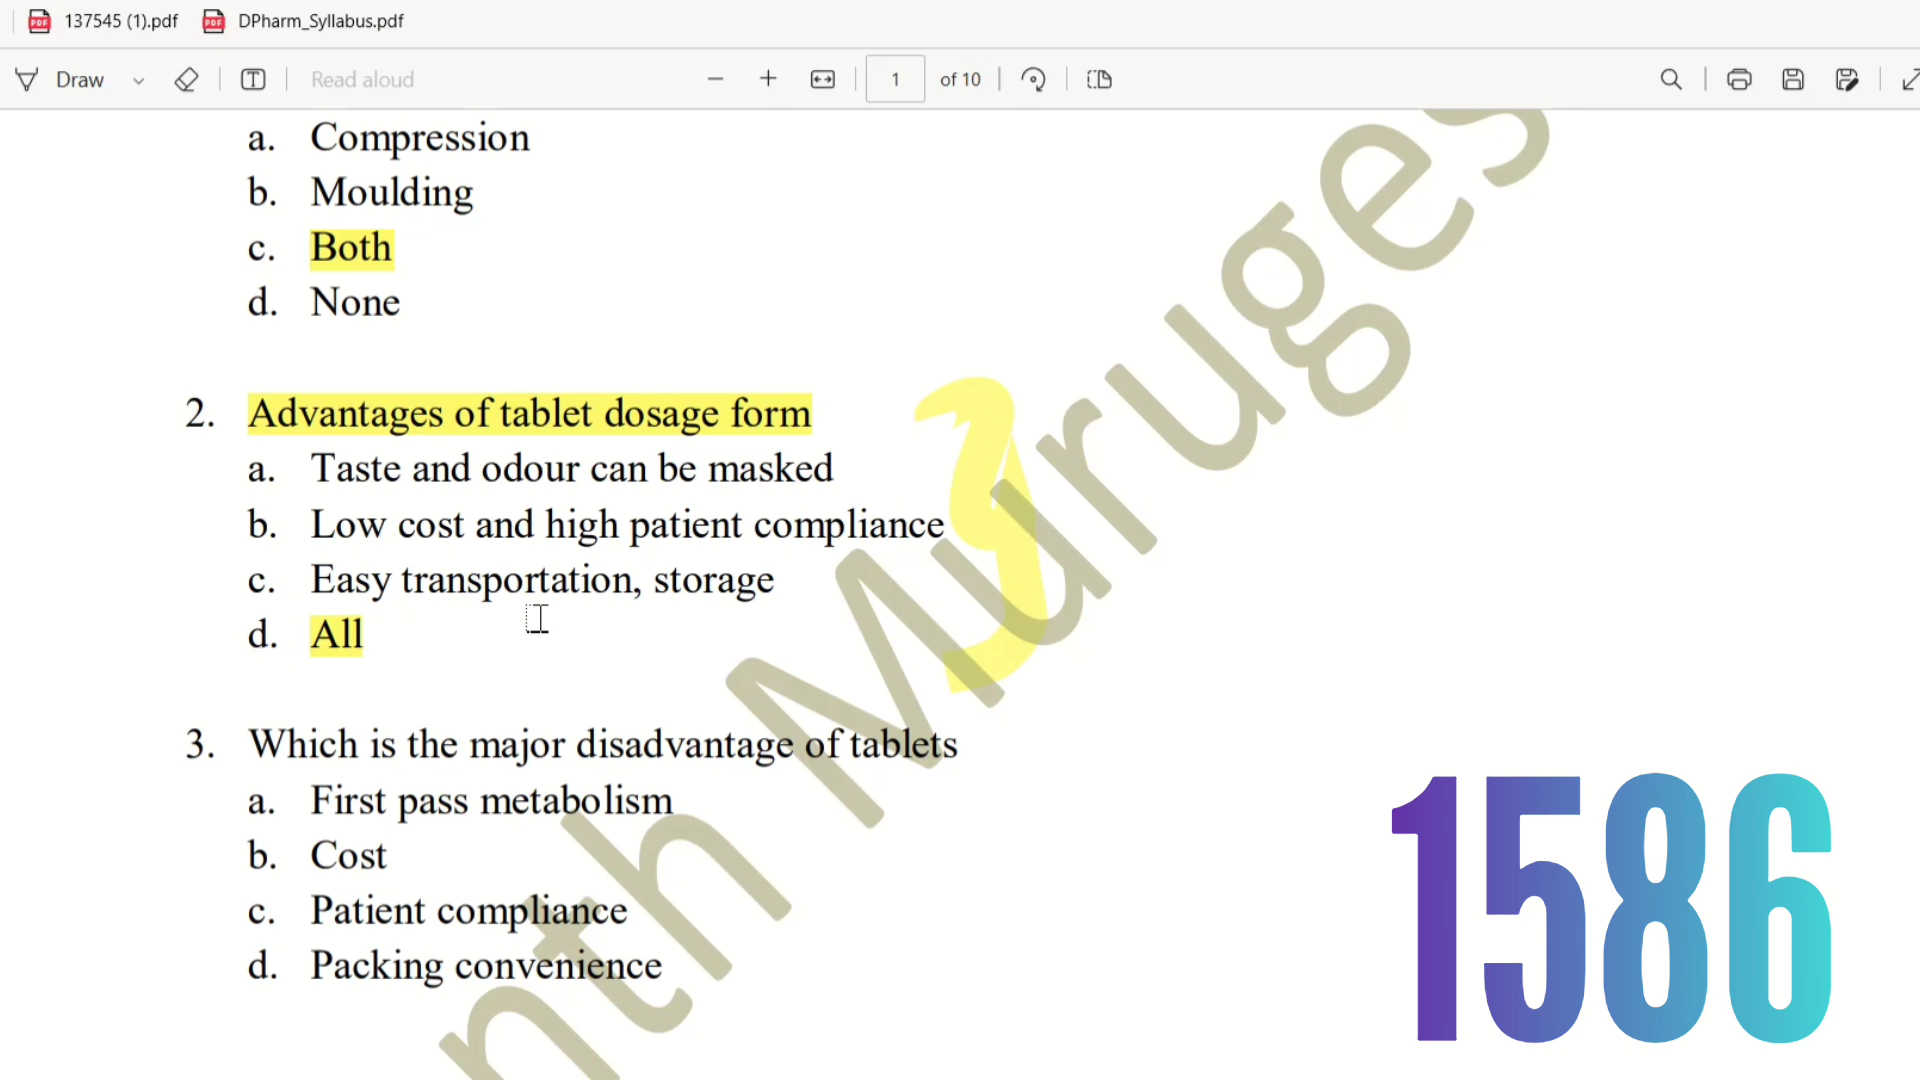 137545 (1).pdf DPharm_Syllabus.pdf
Draw Read aloud 1 of 10
a. Compression
b. Moulding
c. Both
d. None
2. Advantages of tablet dosage form
a. Taste and odour can be masked
b. Low cost and high patient compliance
c. Easy transportation, storage
d. All
3. Which is the major disadvantage of tablets
a. First pass metabolism
b. Cost
c. Patient compliance
d. Packing convenience
nth Muruges
1586